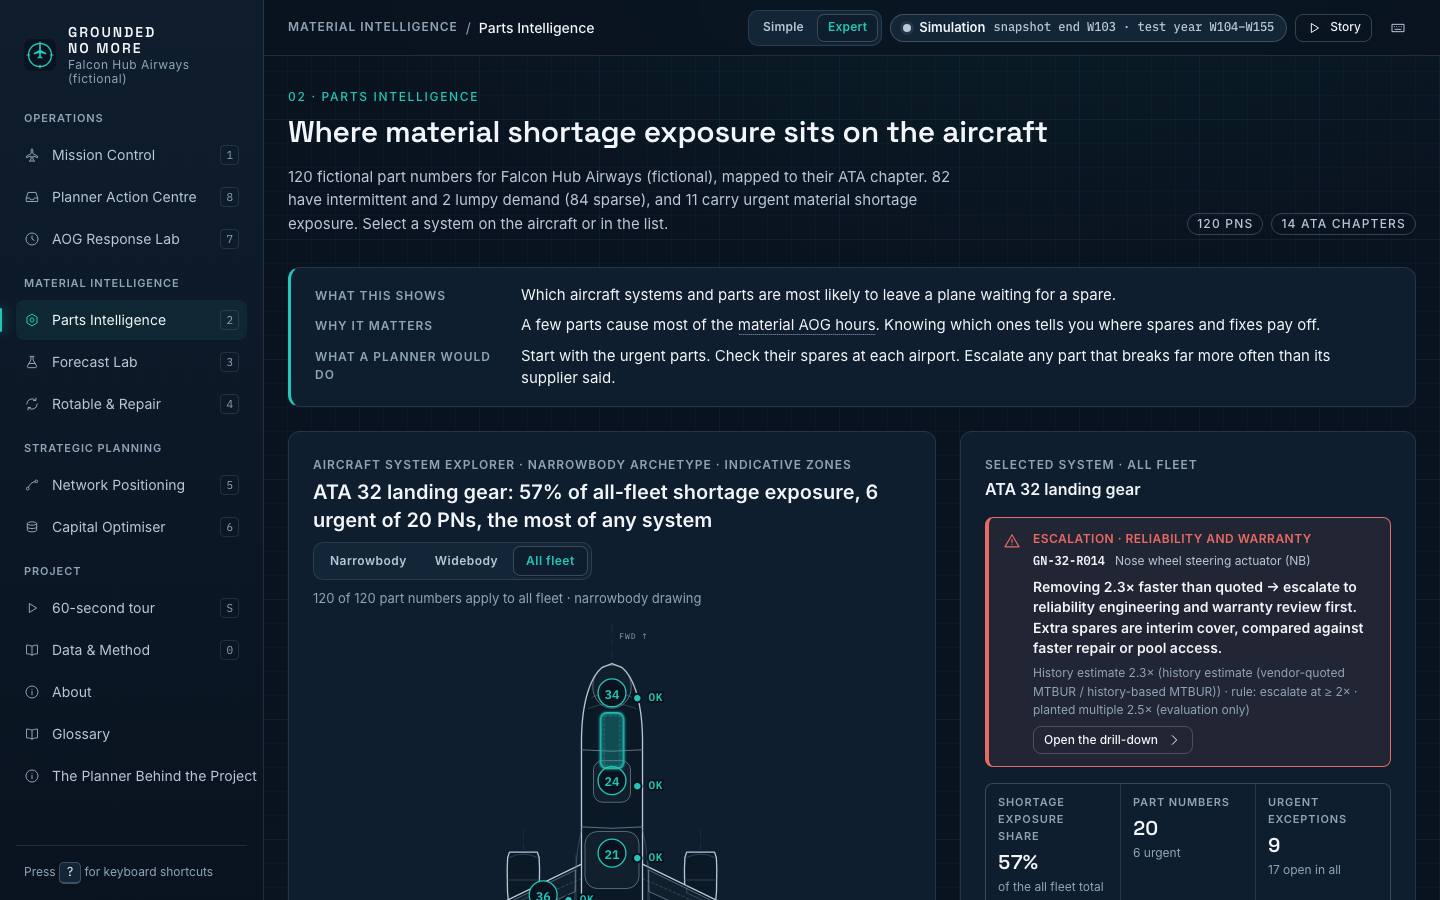 GROUNDED
NO MORE
Falcon Hub Airways
(fictional)
OPERATIONS
Mission Control 1
Planner Action Centre 8
AOG Response Lab 7
MATERIAL INTELLIGENCE
Parts Intelligence 2
Forecast Lab 3
Rotable & Repair 4
STRATEGIC PLANNING
Network Positioning 5
Capital Optimiser 6
PROJECT
60-second tour S
Data & Method 0
About
Glossary
The Planner Behind the Project
Press ? for keyboard shortcuts
MATERIAL INTELLIGENCE / Parts Intelligence
Simple Expert
Simulation snapshot end W103 · test year W104–W155
Story
02 · PARTS INTELLIGENCE
Where material shortage exposure sits on the aircraft
120 fictional part numbers for Falcon Hub Airways (fictional), mapped to their ATA chapter. 82
have intermittent and 2 lumpy demand (84 sparse), and 11 carry urgent material shortage
exposure. Select a system on the aircraft or in the list.
120 PNS 14 ATA CHAPTERS
WHAT THIS SHOWS Which aircraft systems and parts are most likely to leave a plane waiting for a spare.
WHY IT MATTERS A few parts cause most of the material AOG hours. Knowing which ones tells you where spares and fixes pay off.
WHAT A PLANNER WOULD DO
Start with the urgent parts. Check their spares at each airport. Escalate any part that breaks far more often than its
supplier said.
AIRCRAFT SYSTEM EXPLORER · NARROWBODY ARCHETYPE · INDICATIVE ZONES
ATA 32 landing gear: 57% of all-fleet shortage exposure, 6
urgent of 20 PNs, the most of any system
Narrowbody Widebody All fleet
120 of 120 part numbers apply to all fleet · narrowbody drawing
FWD ↑
34 OK
24 OK
21 OK
36 OK
SELECTED SYSTEM · ALL FLEET
ATA 32 landing gear
ESCALATION · RELIABILITY AND WARRANTY
GN-32-R014 Nose wheel steering actuator (NB)
Removing 2.3× faster than quoted → escalate to
reliability engineering and warranty review first.
Extra spares are interim cover, compared against
faster repair or pool access.
History estimate 2.3× (history estimate (vendor-quoted
MTBUR / history-based MTBUR)) · rule: escalate at ≥ 2× ·
planted multiple 2.5× (evaluation only)
Open the drill-down
SHORTAGE
EXPOSURE
SHARE
57%
of the all fleet total
PART NUMBERS
20
6 urgent
URGENT
EXCEPTIONS
9
17 open in all